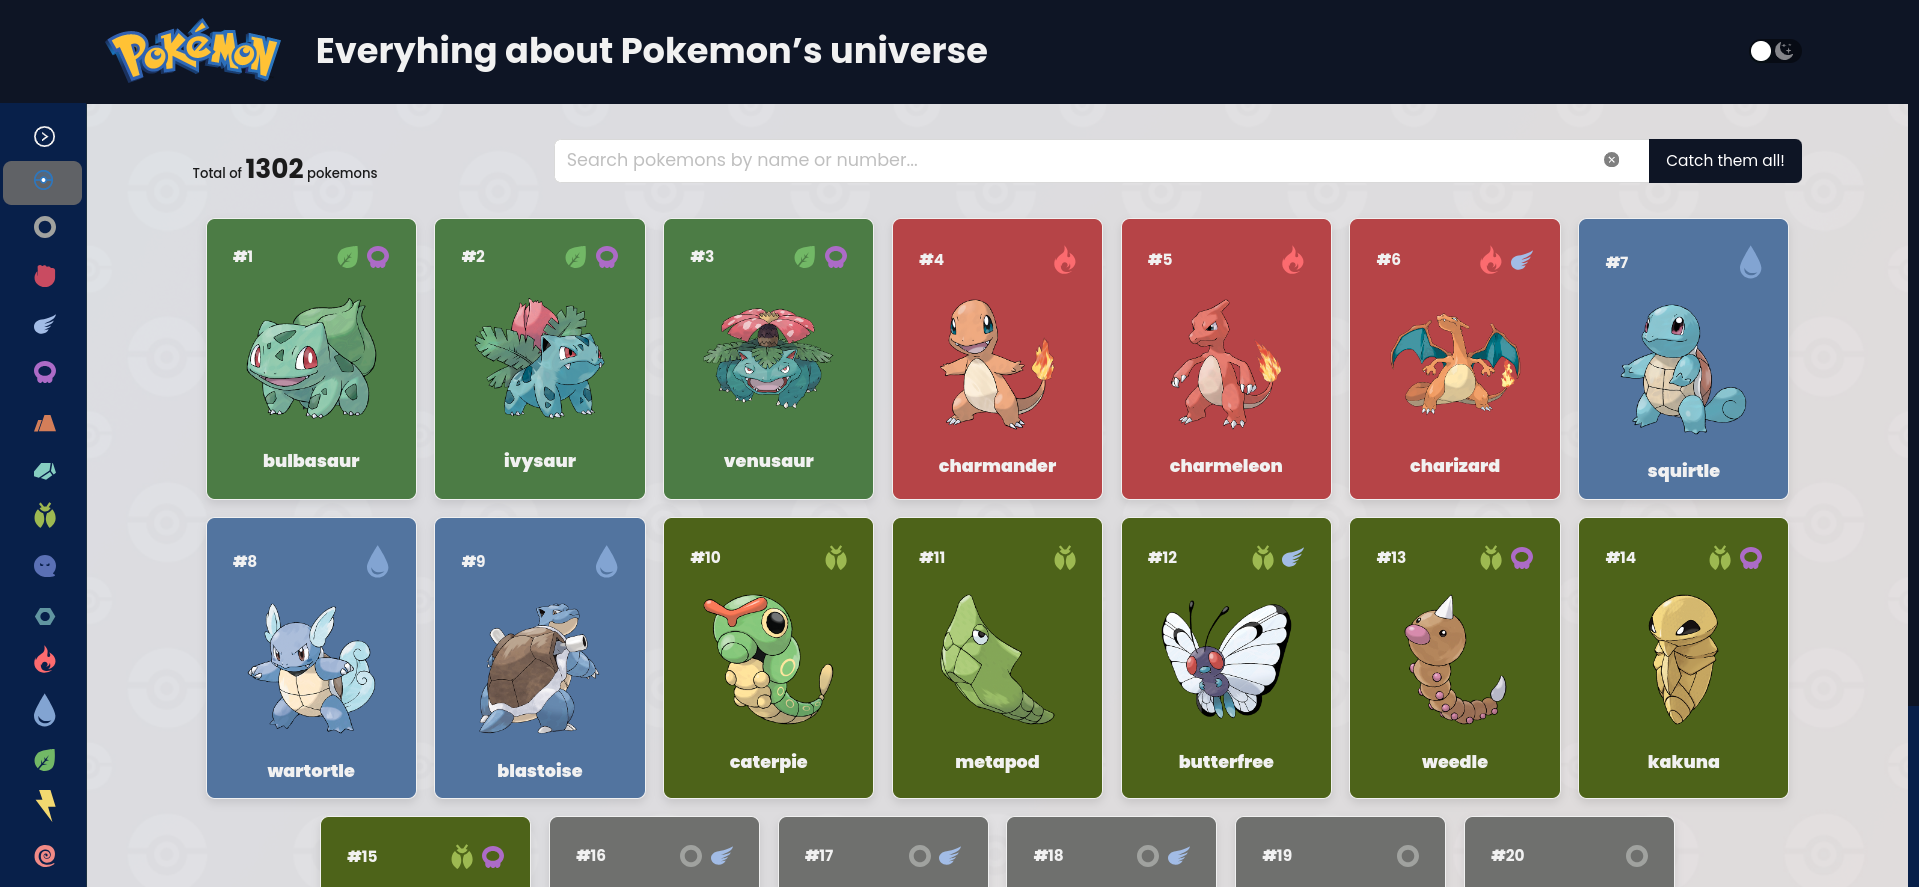 POKéMON
Everyhing about Pokemon’s universe
Total of 1302 pokemons
Search pokemons by name or number...
Catch them all!
#1
bulbasaur
#2
ivysaur
#3
venusaur
#4
charmander
#5
charmeleon
#6
charizard
#7
squirtle
#8
wartortle
#9
blastoise
#10
caterpie
#11
metapod
#12
butterfree
#13
weedle
#14
kakuna
#15
#16
#17
#18
#19
#20